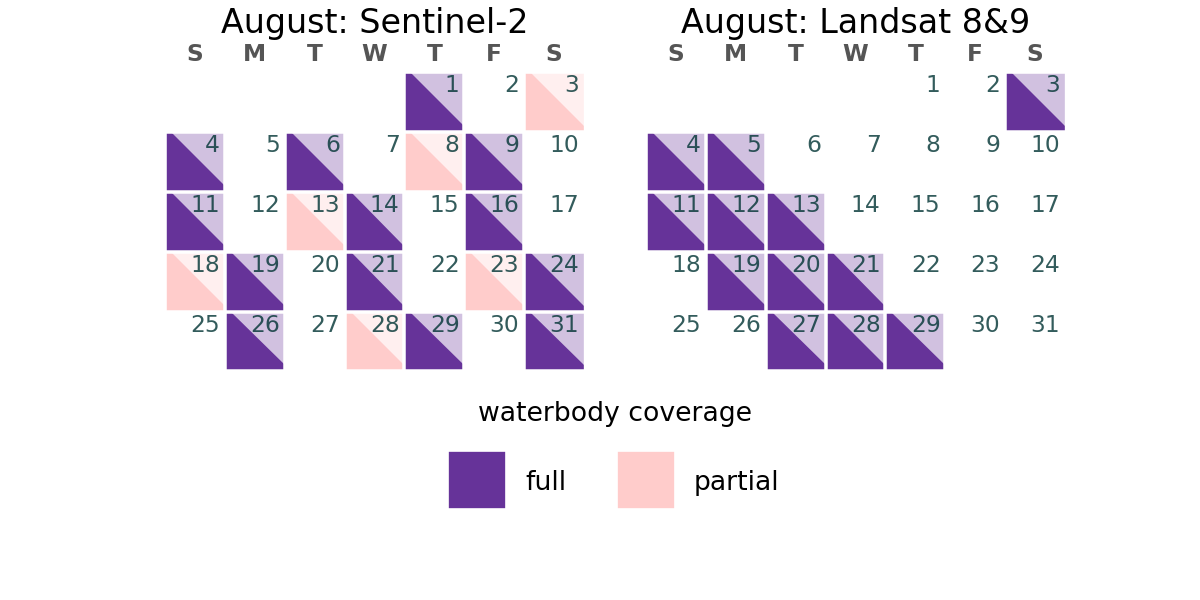 August: Sentinel-2
S M T W T F S
1 2 3
4 5 6 7 8 9 10
11 12 13 14 15 16 17
18 19 20 21 22 23 24
25 26 27 28 29 30 31
August: Landsat 8&9
S M T W T F S
1 2 3
4 5 6 7 8 9 10
11 12 13 14 15 16 17
18 19 20 21 22 23 24
25 26 27 28 29 30 31
waterbody coverage
full
partial